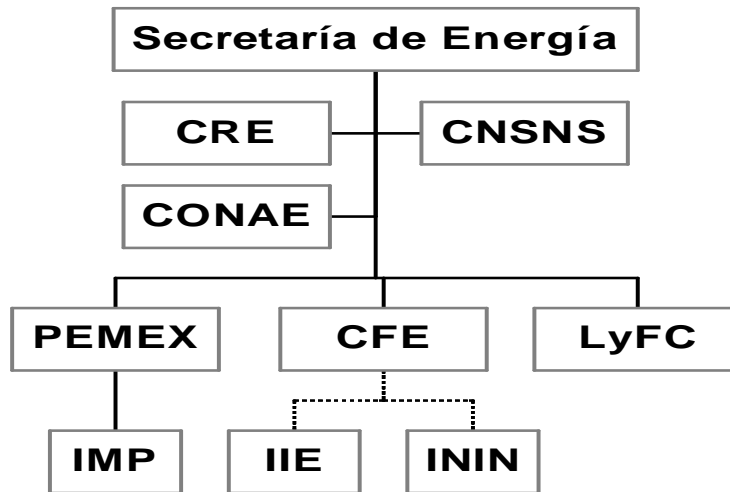 Secretaría de Energía
CRE
CNSNS
CONAE
PEMEX
CFE
LyFC
IMP
IIE
ININ